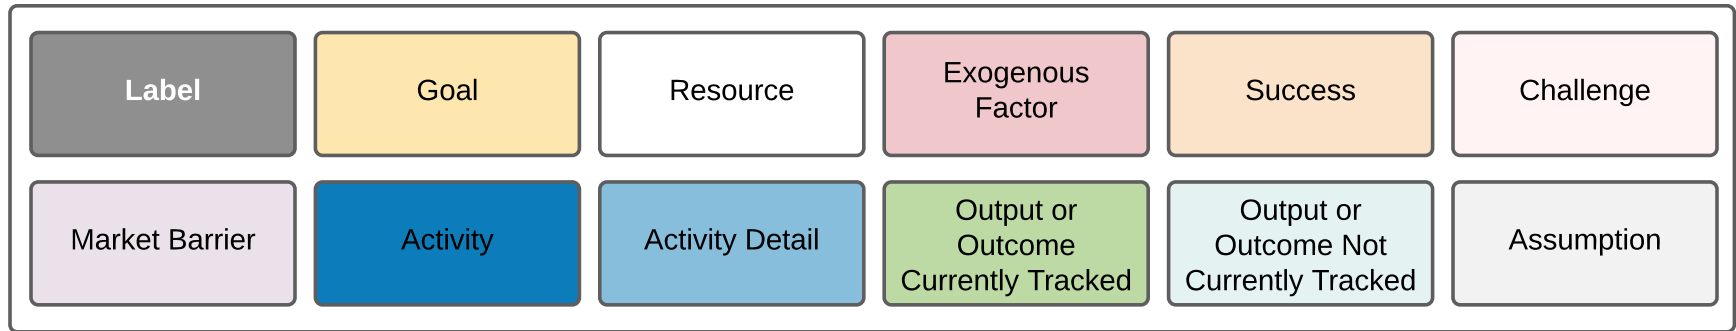 Label
Goal
Resource
Exogenous
Factor
Success
Challenge
Market Barrier
Activity
Activity Detail
Output or
Outcome
Currently Tracked
Output or
Outcome Not
Currently Tracked
Assumption